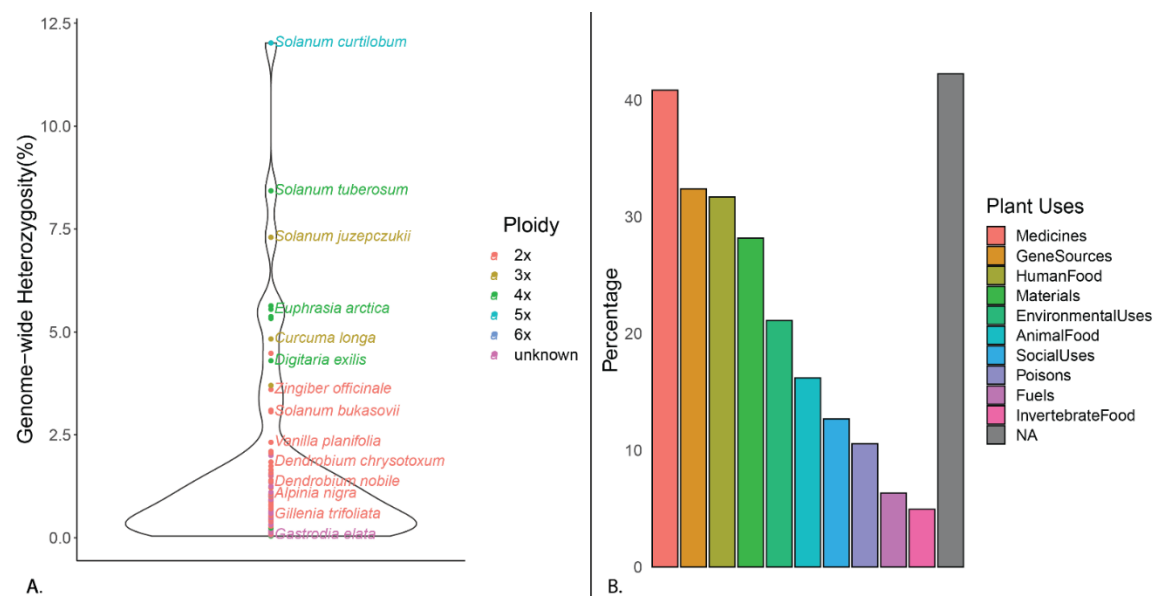 12.5
10.0
7.5
5.0
2.5
0.0
Genome-wide Heterozygosity(%)
Solanum curtilobum
Solanum tuberosum
Solanum juzepczukii
Euphrasia arctica
Curcuma longa
Digitaria exilis
Zingiber officinale
Solanum bukasovii
Vanilla planifolia
Dendrobium chrysotoxum
Dendrobium nobile
Alpinia nigra
Gillenia trifoliata
Gastrodia elata
Ploidy
2x
3x
4x
5x
6x
unknown
A.
40
30
20
10
0
Percentage
Plant Uses
Medicines
GeneSources
HumanFood
Materials
EnvironmentalUses
AnimalFood
SocialUses
Poisons
Fuels
InvertebrateFood
NA
B.